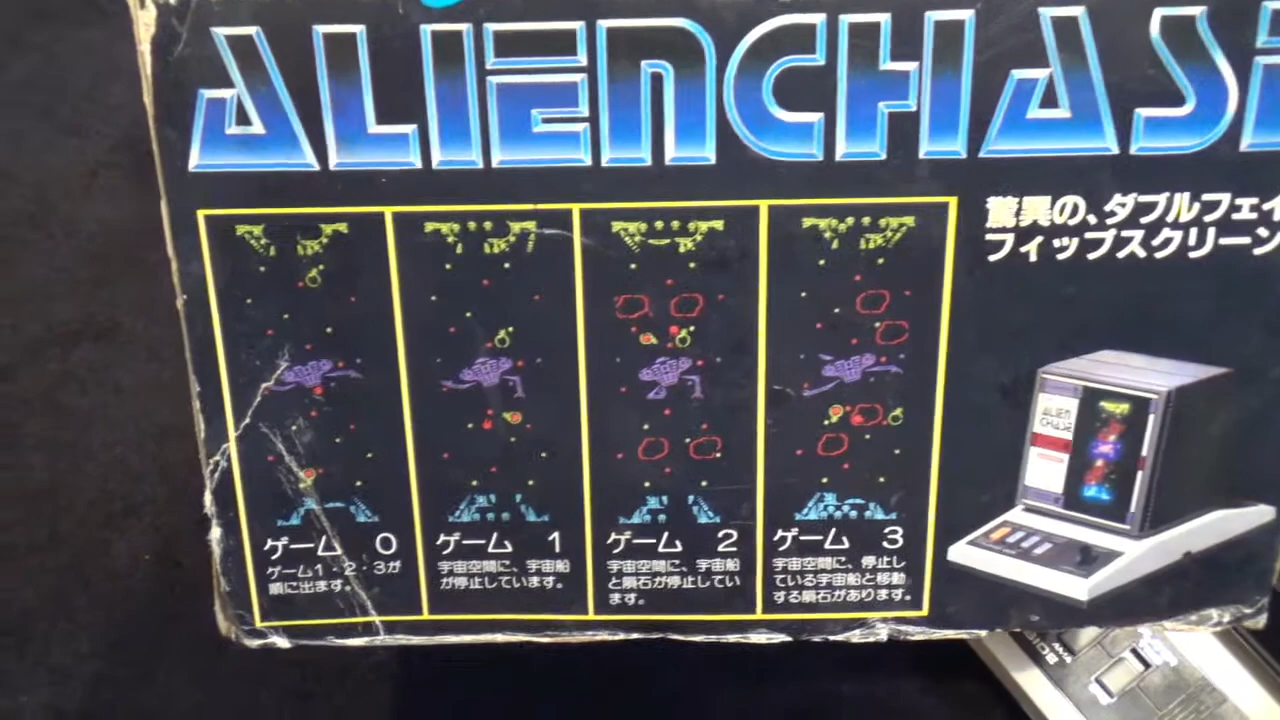 ALIEN CHASE
驚異の、ダブルフェイ
フィップスクリーン
ゲーム 0
ゲーム1・2・3が
順に出ます。
ゲーム 1
宇宙空間に、宇宙船
が停止しています。
ゲーム 2
宇宙空間に、宇宙船
と隕石が停止してい
ます。
ゲーム 3
宇宙空間に、停止し
ている宇宙船と移動
する隕石があります。
ALIEN
CHASE